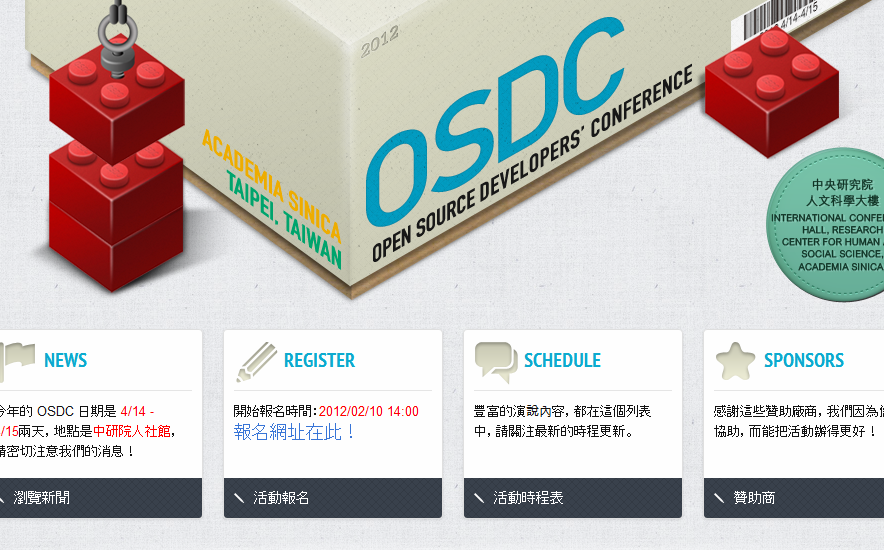 2012
4/14-4/15
OSDC
OPEN SOURCE DEVELOPERS' CONFERENCE
ACADEMIA SINICA
TAIPEI, TAIWAN
中央研究院
人文科學大樓
INTERNATIONAL
HALL, RESEARCH
CENTER FOR HUMAN
SOCIAL SCIENCE,
ACADEMIA SINICA
NEWS
今年的 OSDC 日期是 4/14 -
/15兩天, 地點是中研院人社館,
請密切注意我們的消息！
瀏覽新聞
REGISTER
開始報名時間：2012/02/10 14:00
報名網址在此！
活動報名
SCHEDULE
豐富的演說內容, 都在這個列表
中, 請關注最新的時程更新。
活動時程表
SPONSORS
感謝這些贊助廠商, 我們因為
協助, 而能把活動辦得更好！
贊助商